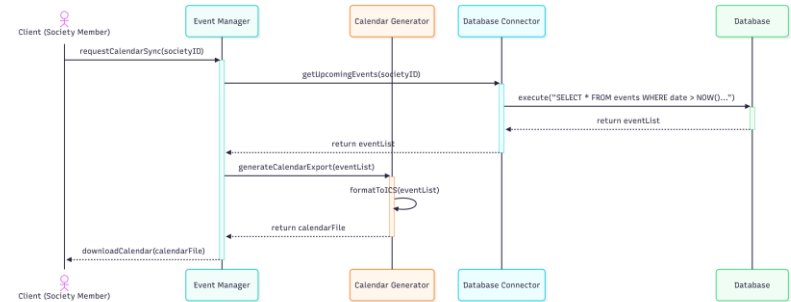 Client (Society Member)
Event Manager
Calendar Generator
Database Connector
Database
requestCalendarSync(societyID)
getUpcomingEvents(societyID)
execute("SELECT * FROM events WHERE date > NOW()...")
return eventList
return eventList
generateCalendarExport(eventList)
formatToICS(eventList)
return calendarFile
downloadCalendar(calendarFile)
Client (Society Member)
Event Manager
Calendar Generator
Database Connector
Database